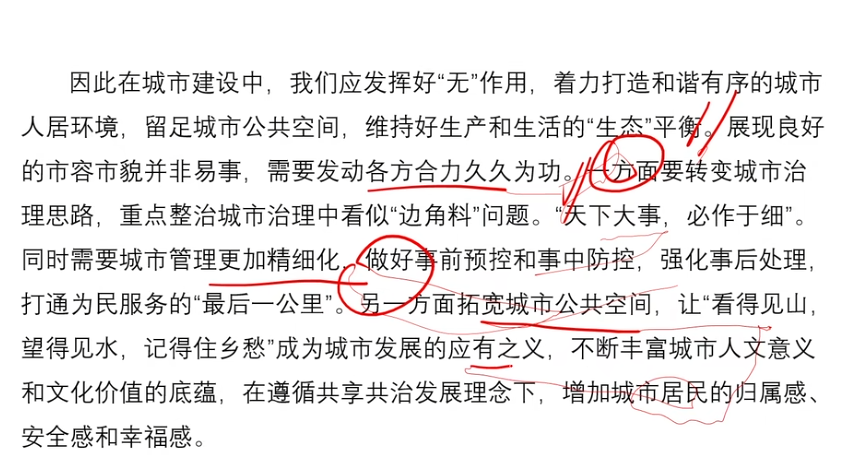 因此在城市建设中，我们应发挥好“无”作用，着力打造和谐有序的城市
人居环境，留足城市公共空间，维持好生产和生活的“生态”平衡。展现良好
的市容市貌并非易事，需要发动各方合力久久为功。一方面要转变城市治
理思路，重点整治城市治理中看似“边角料”问题。“天下大事，必作于细”。
同时需要城市管理更加精细化，做好事前预控和事中防控，强化事后处理，
打通为民服务的“最后一公里”。另一方面拓宽城市公共空间，让“看得见山，
望得见水，记得住乡愁”成为城市发展的应有之义，不断丰富城市人文意义
和文化价值的底蕴，在遵循共享共治发展理念下，增加城市居民的归属感、
安全感和幸福感。